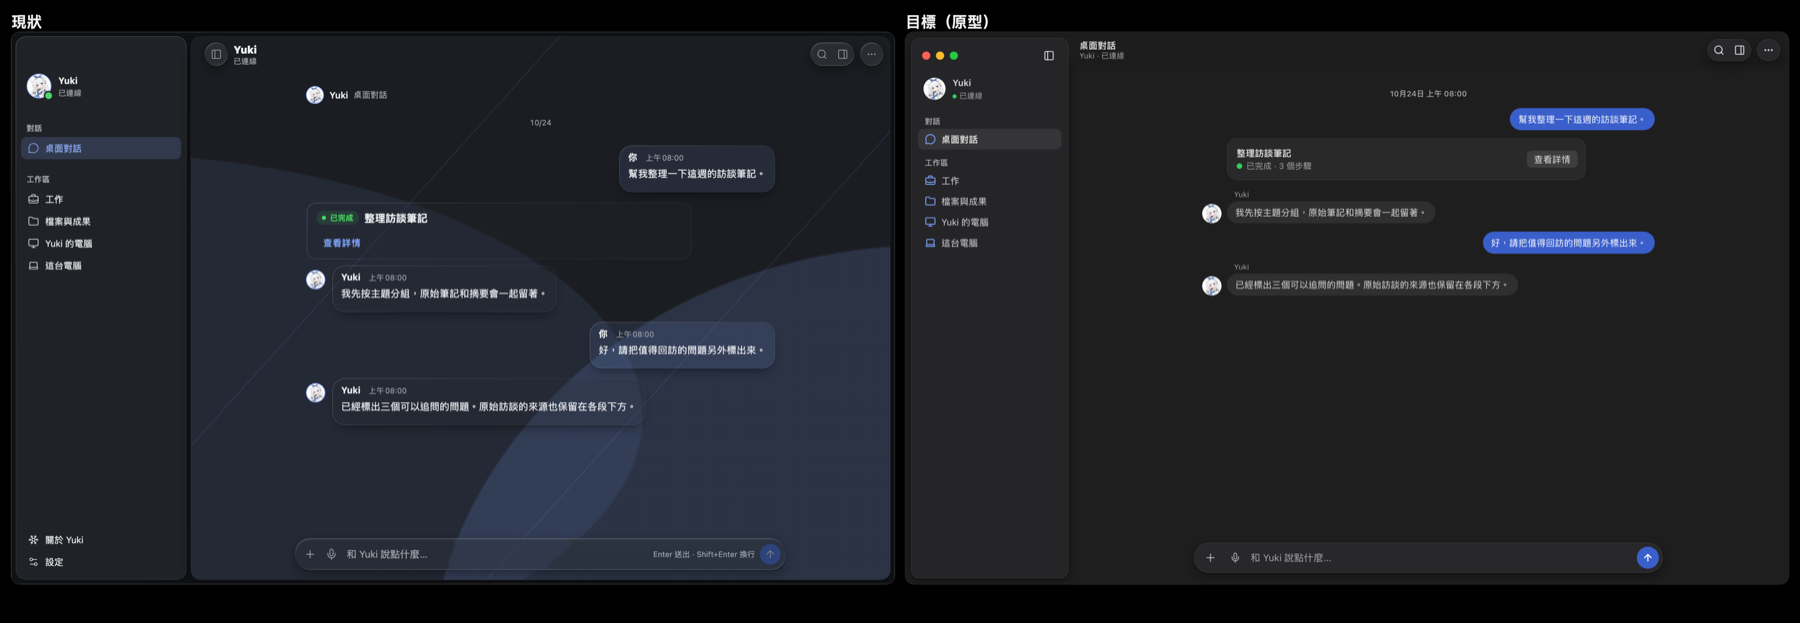 現狀
Yuki
已連線
對話
桌面對話
工作區
工作
檔案與成果
Yuki 的電腦
這台電腦
關於 Yuki
設定
Yuki
已連線
Yuki 桌面對話
10/24
你 上午 08:00
幫我整理一下這週的訪談筆記。
已完成 整理訪談筆記
查看詳情
Yuki 上午 08:00
我先按主題分組,原始筆記和摘要會一起留著。
你 上午 08:00
好,請把值得回訪的問題另外標出來。
Yuki 上午 08:00
已經標出三個可以追問的問題。原始訪談的來源也保留在各段下方。
和 Yuki 說點什麼... Enter 送出 · Shift+Enter 換行
目標(原型)
Yuki
已連線
對話
桌面對話
工作區
工作
檔案與成果
Yuki 的電腦
這台電腦
桌面對話
Yuki · 已連線
10月24日 上午 08:00
幫我整理一下這週的訪談筆記。
整理訪談筆記
已完成 · 3 個步驟
查看詳情
Yuki
我先按主題分組,原始筆記和摘要會一起留著。
好,請把值得回訪的問題另外標出來。
Yuki
已經標出三個可以追問的問題。原始訪談的來源也保留在各段下方。
和 Yuki 說點什麼...